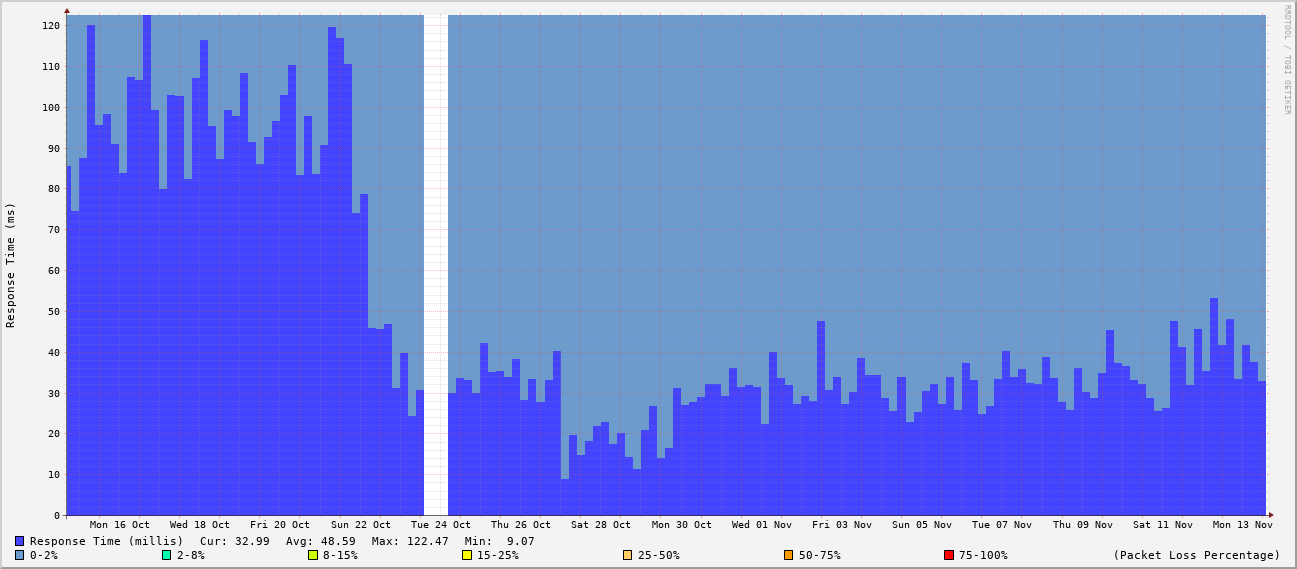 RRDTOOL / TOBI OETIKER
Response Time (ms)
120
110
100
90
80
70
60
50
40
30
20
10
0
Mon 16 Oct Wed 18 Oct Fri 20 Oct Sun 22 Oct Tue 24 Oct Thu 26 Oct Sat 28 Oct Mon 30 Oct Wed 01 Nov Fri 03 Nov Sun 05 Nov Tue 07 Nov Thu 09 Nov Sat 11 Nov Mon 13 Nov
Response Time (millis) Cur: 32.99 Avg: 48.59 Max: 122.47 Min: 9.07
0-2% 2-8% 8-15% 15-25% 25-50% 50-75% 75-100% (Packet Loss Percentage)